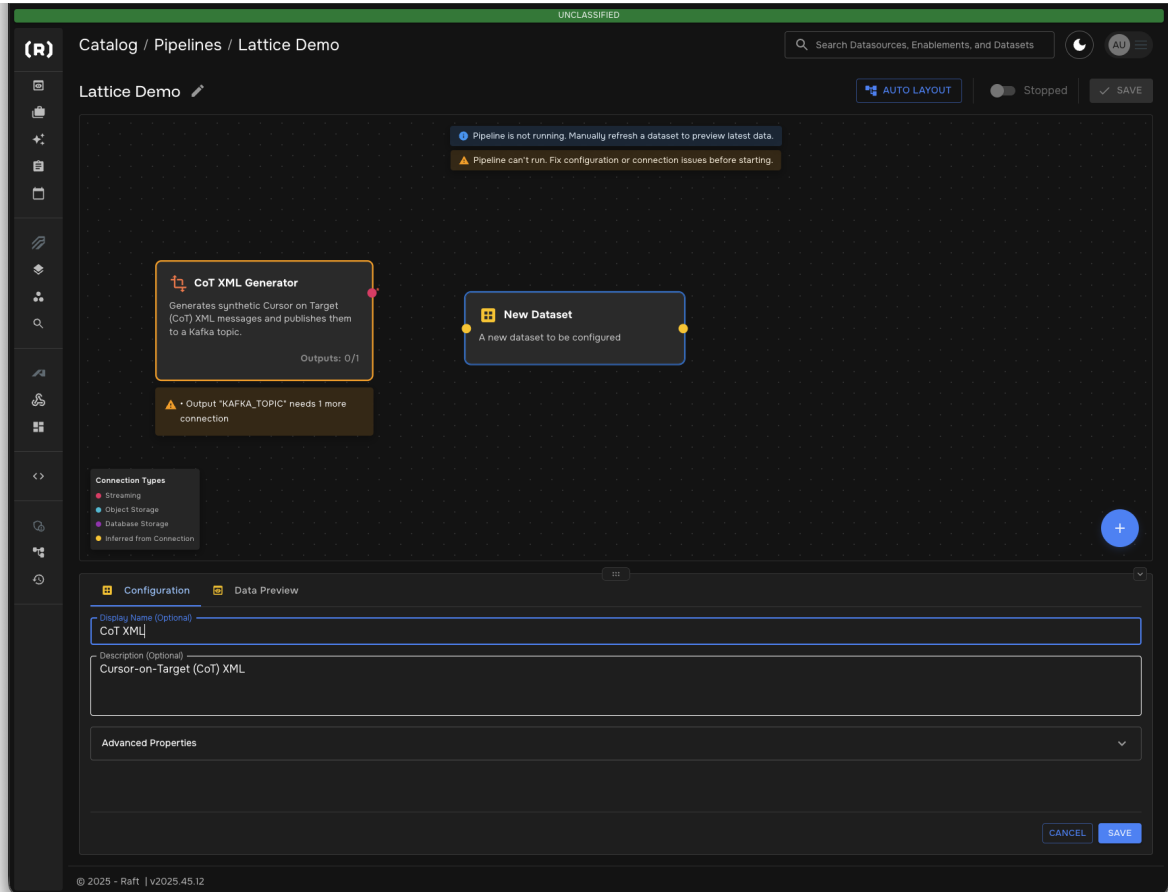 UNCLASSIFIED
(R)
Catalog / Pipelines / Lattice Demo
Search Datasources, Enablements, and Datasets
AU
Lattice Demo
AUTO LAYOUT
Stopped
SAVE
Pipeline is not running. Manually refresh a dataset to preview latest data.
Pipeline can't run. Fix configuration or connection issues before starting.
CoT XML Generator
Generates synthetic Cursor on Target
(CoT) XML messages and publishes them
to a Kafka topic.
Outputs: 0/1
• Output "KAFKA_TOPIC" needs 1 more
connection
New Dataset
A new dataset to be configured
Connection Types
Streaming
Object Storage
Database Storage
Inferred from Connection
+
Configuration
Data Preview
Display Name (Optional)
CoT XML
Description (Optional)
Cursor-on-Target (CoT) XML
Advanced Properties
CANCEL
SAVE
© 2025 - Raft | v2025.45.12